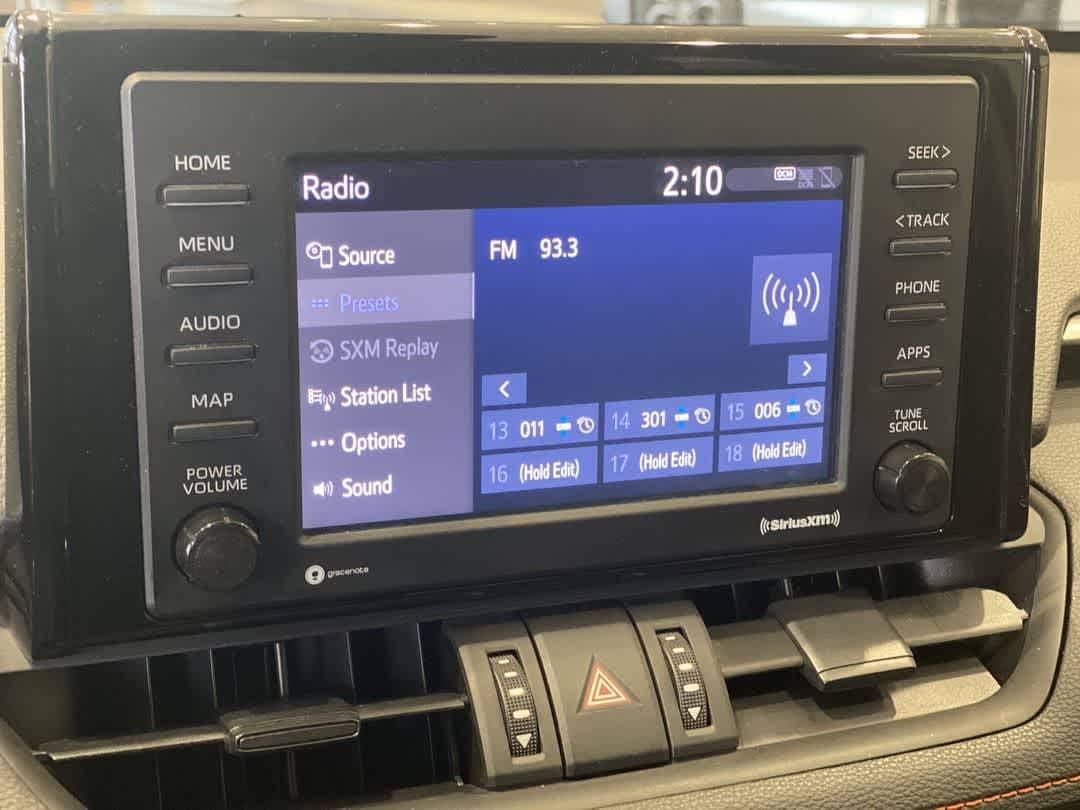 HOME
MENU
AUDIO
MAP
POWER
VOLUME
Radio
2:10
DCM
Source
Presets
SXM Replay
Station List
Options
Sound
FM 93.3
<
>
13 011
14 301
15 006
16 (Hold Edit)
17 (Hold Edit)
18 (Hold Edit)
SEEK >
< TRACK
PHONE
APPS
TUNE
SCROLL
gracenote
SiriusXM